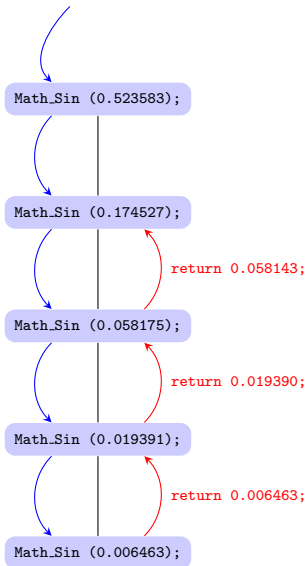 Math_Sin (0.523583);
Math_Sin (0.174527);
return 0.058143;
Math_Sin (0.058175);
return 0.019390;
Math_Sin (0.019391);
return 0.006463;
Math_Sin (0.006463);